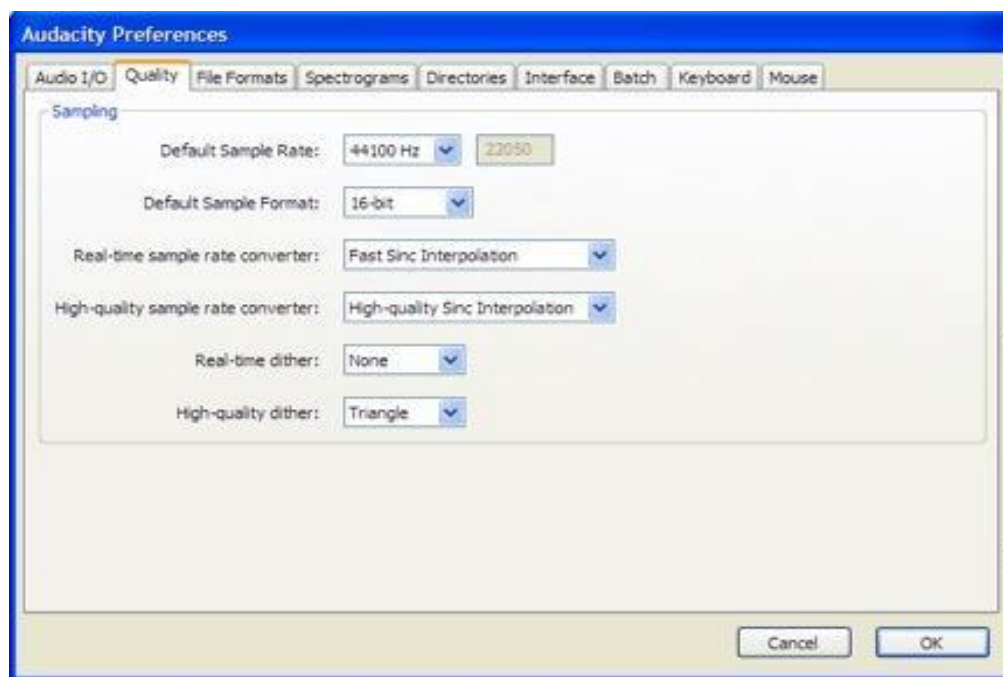 Audacity Preferences
Audio I/O Quality File Formats Spectrograms Directories Interface Batch Keyboard Mouse
Sampling
Default Sample Rate: 44100 Hz 22050
Default Sample Format: 16-bit
Real-time sample rate converter: Fast Sinc Interpolation
High-quality sample rate converter: High-quality Sinc Interpolation
Real-time dither: None
High-quality dither: Triangle
Cancel OK